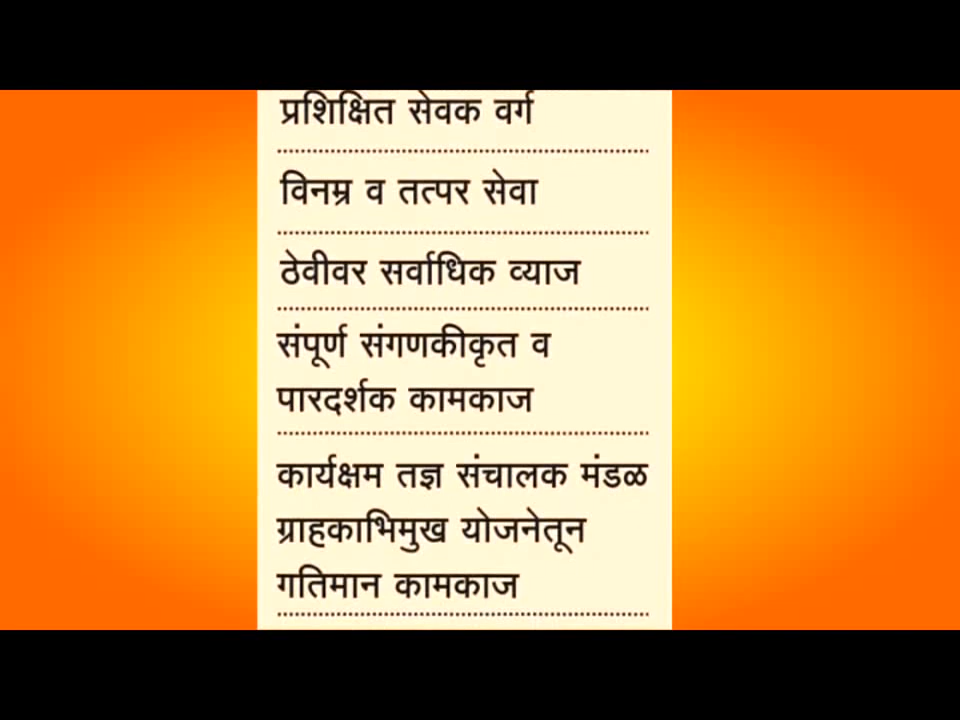 प्रशिक्षित सेवक वर्ग
विनम्र व तत्पर सेवा
ठेवीवर सर्वाधिक व्याज
संपूर्ण संगणकीकृत व
पारदर्शक कामकाज
कार्यक्षम तज्ञ संचालक मंडळ
ग्राहकाभिमुख योजनेतून
गतिमान कामकाज